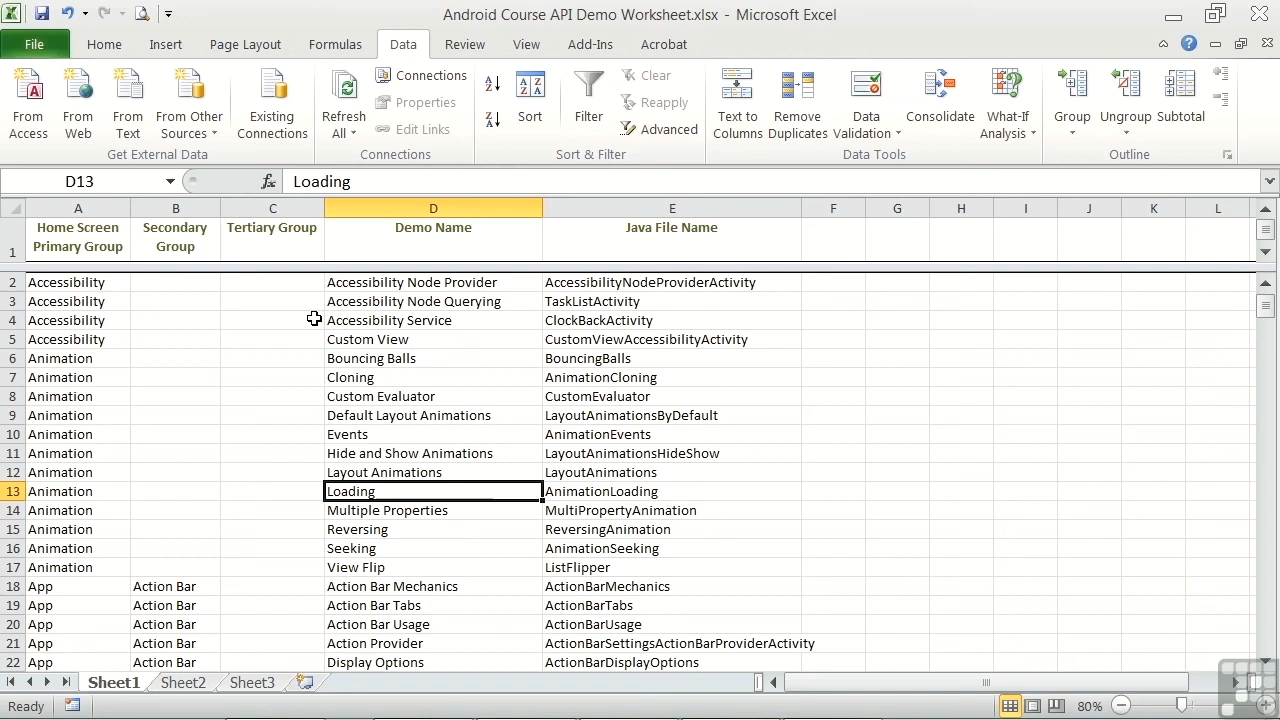 Android Course API Demo Worksheet.xlsx - Microsoft Excel
File Home Insert Page Layout Formulas Data Review View Add-Ins Acrobat
From Access
From Web
From Text
From Other Sources
Existing Connections
Get External Data
Refresh All
Connections
Properties
Edit Links
Connections
Sort
Filter
Clear
Reapply
Advanced
Sort & Filter
Text to Columns
Remove Duplicates
Data Validation
Consolidate
What-If Analysis
Data Tools
Group
Ungroup
Subtotal
Outline
D13 fx Loading
A B C D E F G H I J K L
1 Home Screen Primary Group Secondary Group Tertiary Group Demo Name Java File Name
2 Accessibility Accessibility Node Provider AccessibilityNodeProviderActivity
3 Accessibility Accessibility Node Querying TaskListActivity
4 Accessibility Accessibility Service ClockBackActivity
5 Accessibility Custom View CustomViewAccessibilityActivity
6 Animation Bouncing Balls BouncingBalls
7 Animation Cloning AnimationCloning
8 Animation Custom Evaluator CustomEvaluator
9 Animation Default Layout Animations LayoutAnimationsByDefault
10 Animation Events AnimationEvents
11 Animation Hide and Show Animations LayoutAnimationsHideShow
12 Animation Layout Animations LayoutAnimations
13 Animation Loading AnimationLoading
14 Animation Multiple Properties MultiPropertyAnimation
15 Animation Reversing ReversingAnimation
16 Animation Seeking AnimationSeeking
17 Animation View Flip ListFlipper
18 App Action Bar Action Bar Mechanics ActionBarMechanics
19 App Action Bar Action Bar Tabs ActionBarTabs
20 App Action Bar Action Bar Usage ActionBarUsage
21 App Action Bar Action Provider ActionBarSettingsActionBarProviderActivity
22 App Action Bar Display Options ActionBarDisplayOptions
Sheet1 Sheet2 Sheet3
Ready 80%